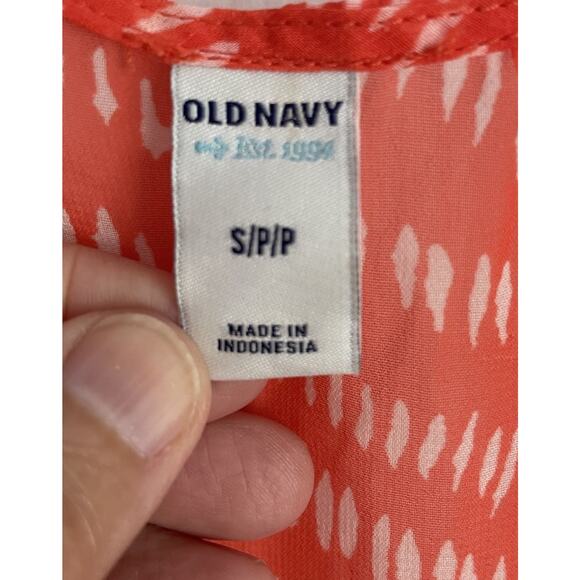 OLD NAVY
Est. 1994
S/P/P
MADE IN
INDONESIA